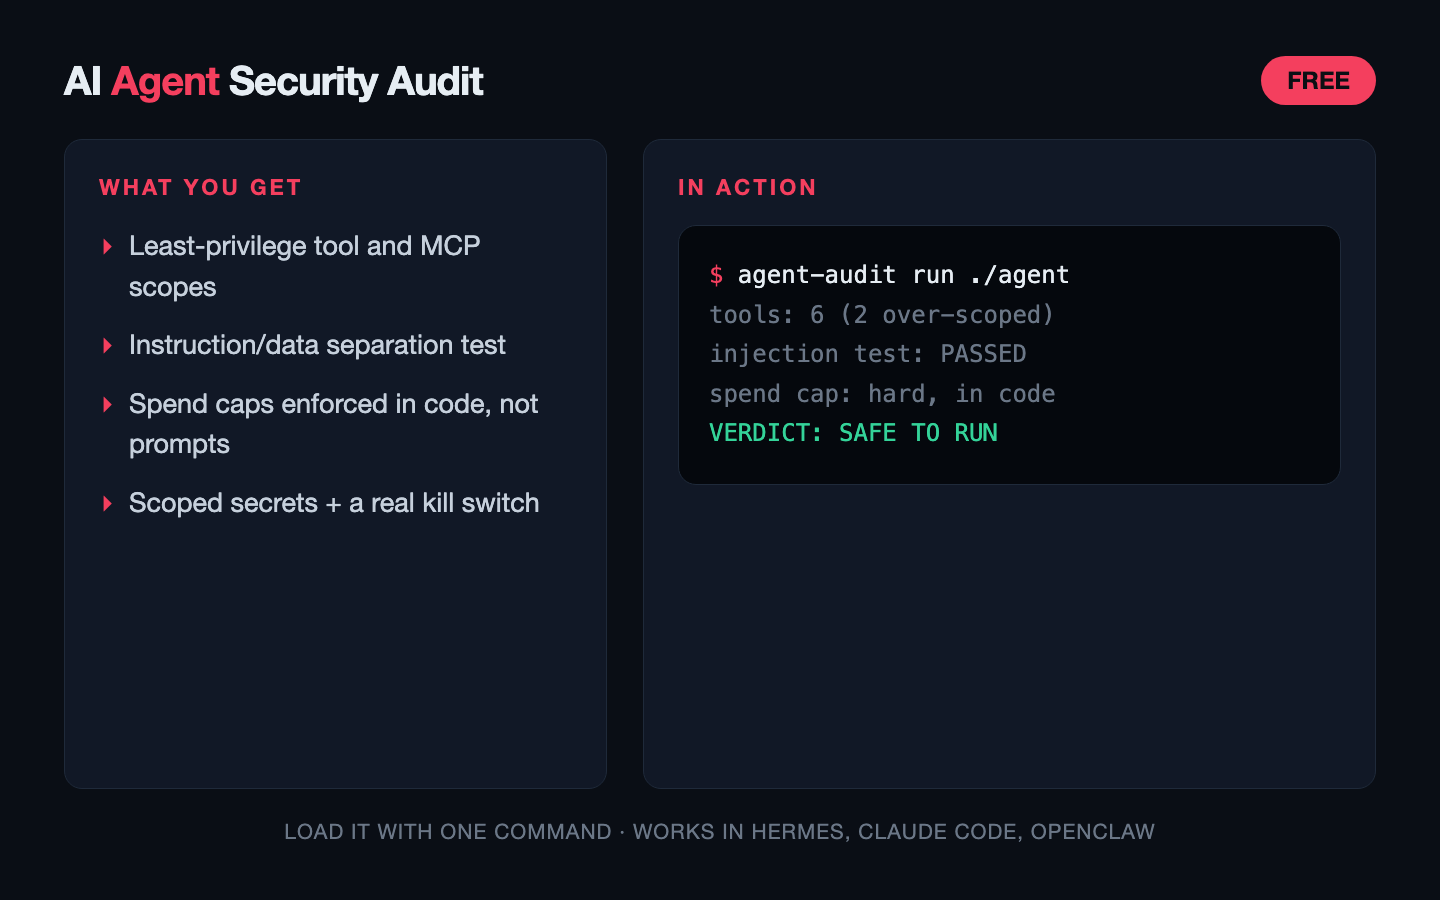 AI Agent Security Audit
FREE
WHAT YOU GET
Least-privilege tool and MCP
scopes
Instruction/data separation test
Spend caps enforced in code, not
prompts
Scoped secrets + a real kill switch
IN ACTION
$ agent-audit run ./agent
tools: 6 (2 over-scoped)
injection test: PASSED
spend cap: hard, in code
VERDICT: SAFE TO RUN
LOAD IT WITH ONE COMMAND · WORKS IN HERMES, CLAUDE CODE, OPENCLAW